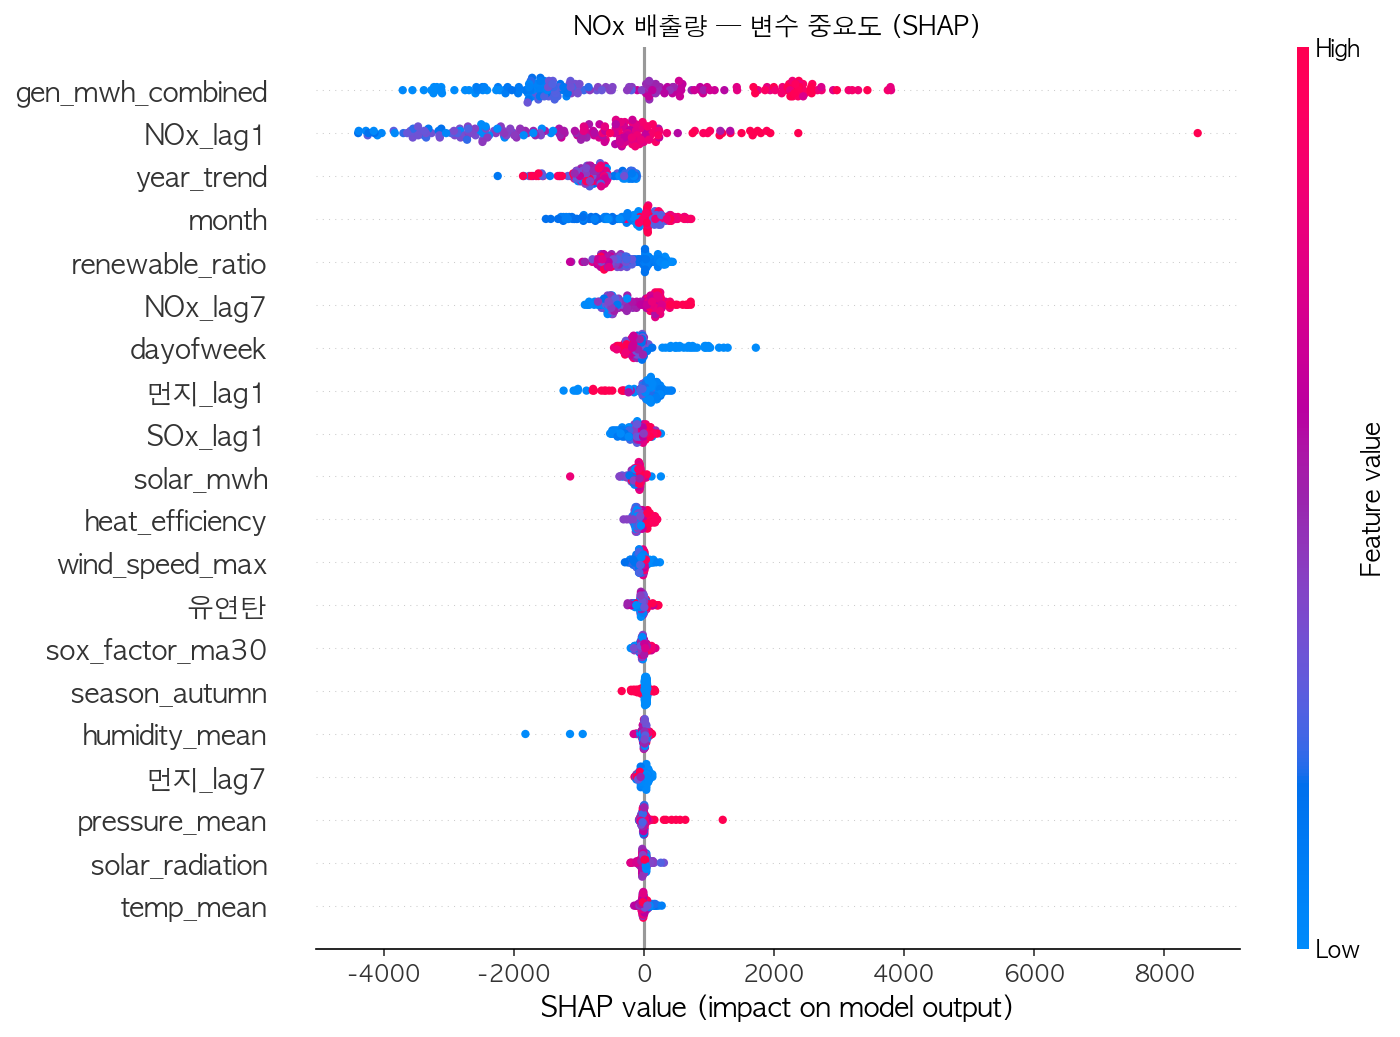 NOx 배출량 — 변수 중요도 (SHAP)
High
gen_mwh_combined
NOx_lag1
year_trend
month
renewable_ratio
NOx_lag7
dayofweek
먼지_lag1
SOx_lag1
solar_mwh
heat_efficiency
wind_speed_max
유연탄
sox_factor_ma30
season_autumn
humidity_mean
먼지_lag7
pressure_mean
solar_radiation
temp_mean
Feature value
Low
-4000 -2000 0 2000 4000 6000 8000
SHAP value (impact on model output)